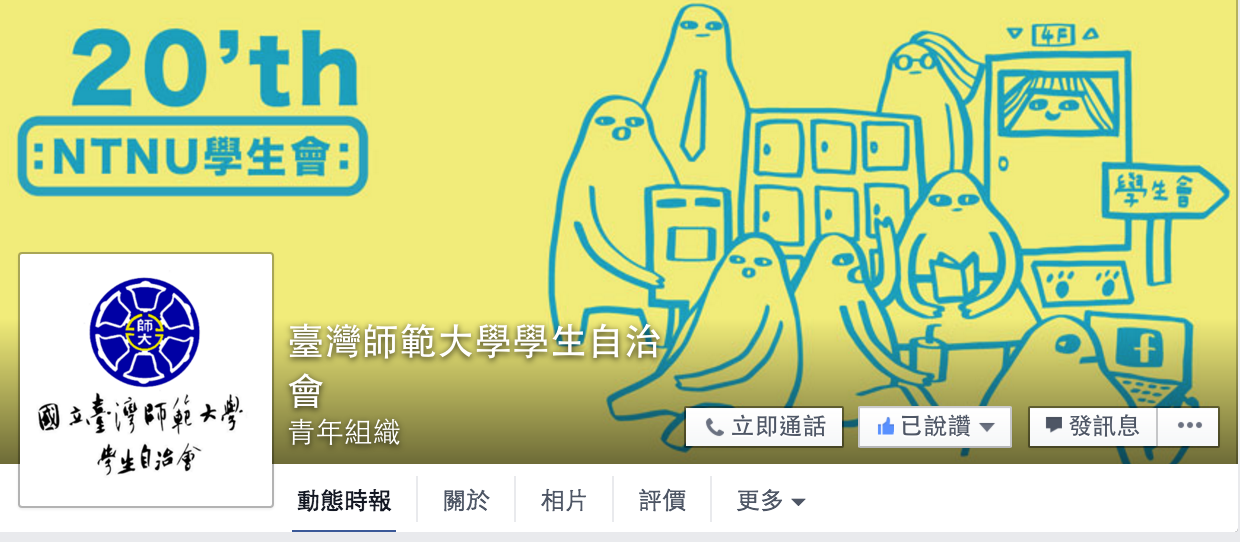 20'th
:NTNU學生會:
4F
學生會
師大
國立臺灣師範大學
學生自治會
臺灣師範大學學生自治
會
青年組織
立即通話
已說讚
發訊息
動態時報
關於
相片
評價
更多